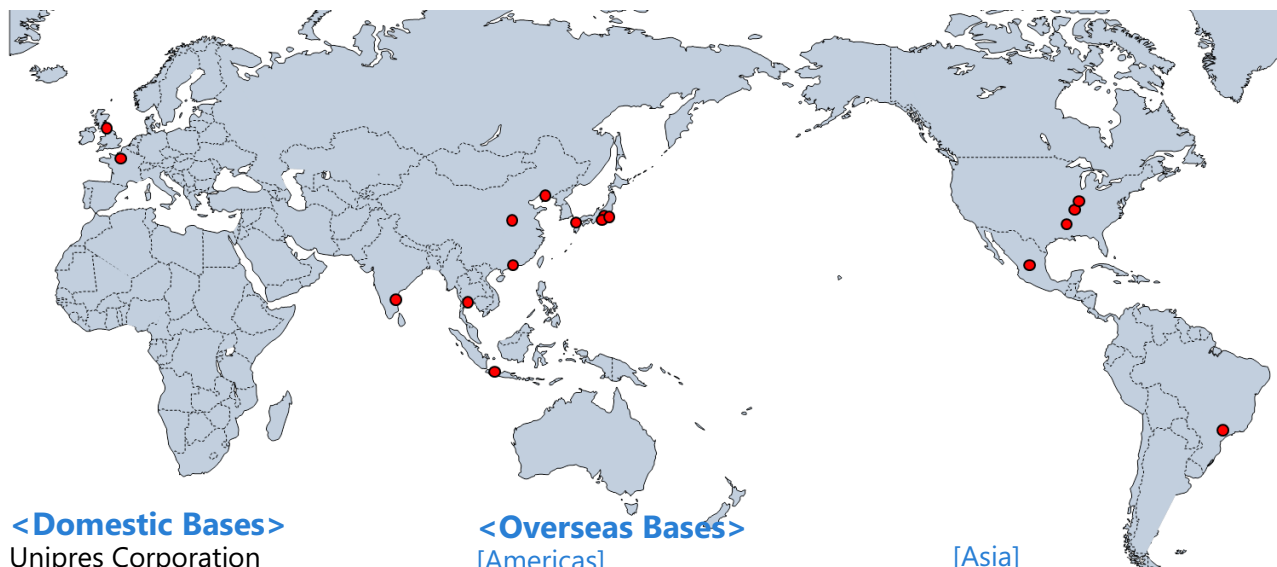 <Domestic Bases>
Unipres Corporation
<Overseas Bases>
[Americas]
[Asia]